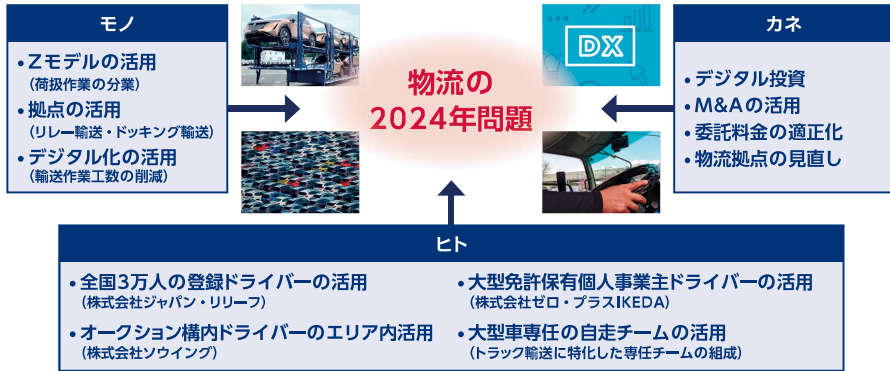 モノ
•Zモデルの活用
(荷扱作業の分業)
•拠点の活用
(リレー輸送・ドッキング輸送)
•デジタル化の活用
(輸送作業工数の削減)
物流の
2024年問題
DX
カネ
•デジタル投資
•M&Aの活用
•委託料金の適正化
•物流拠点の見直し
ヒト
•全国3万人の登録ドライバーの活用
(株式会社ジャパン・リリーフ)
•オークション構内ドライバーのエリア内活用
(株式会社ソウイング)
•大型免許保有個人事業主ドライバーの活用
(株式会社ゼロ・プラスIKEDA)
•大型車専任の自走チームの活用
(トラック輸送に特化した専任チームの組成)